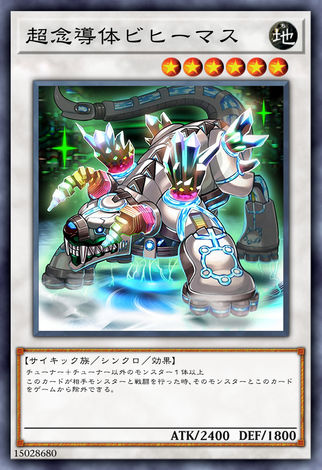 超念導体ビヒーマス
地
【サイキック族／シンクロ／効果】
チューナー＋チューナー以外のモンスター１体以上
このカードが相手モンスターと戦闘を行った時、そのモンスターとこのカード
をゲームから除外できる。
ATK/2400 DEF/1800
15028680